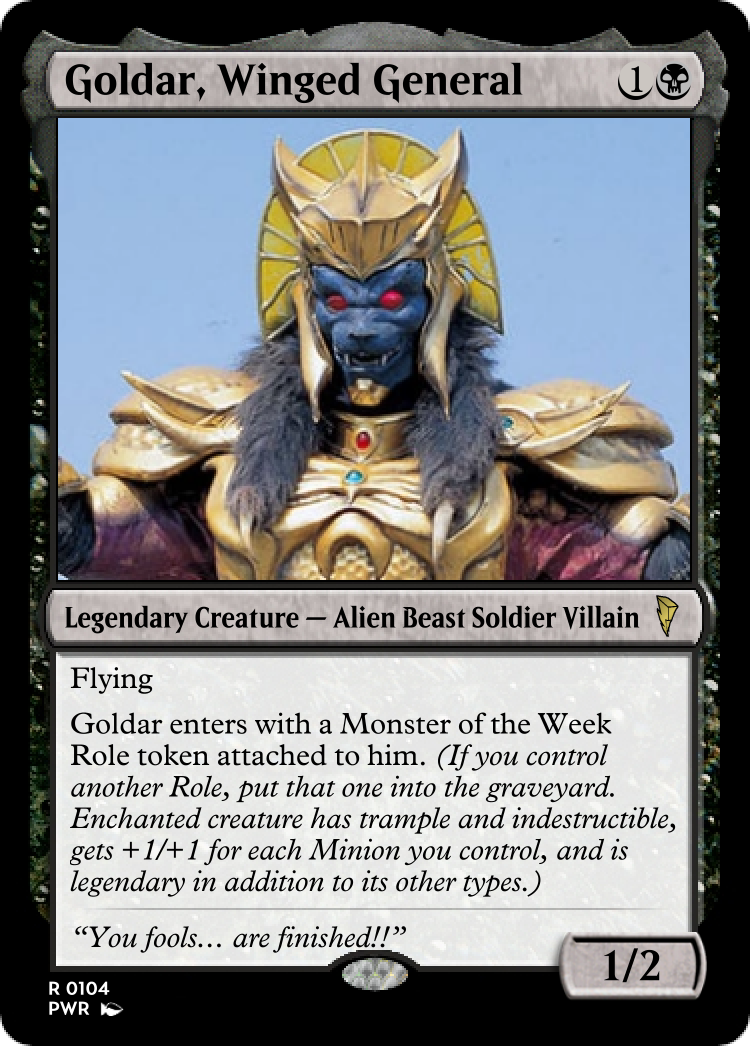 Goldar, Winged General 1
Legendary Creature — Alien Beast Soldier Villain
Flying
Goldar enters with a Monster of the Week
Role token attached to him. (If you control
another Role, put that one into the graveyard.
Enchanted creature has trample and indestructible,
gets +1/+1 for each Minion you control, and is
legendary in addition to its other types.)
“You fools… are finished!!”
1/2
R 0104
PWR